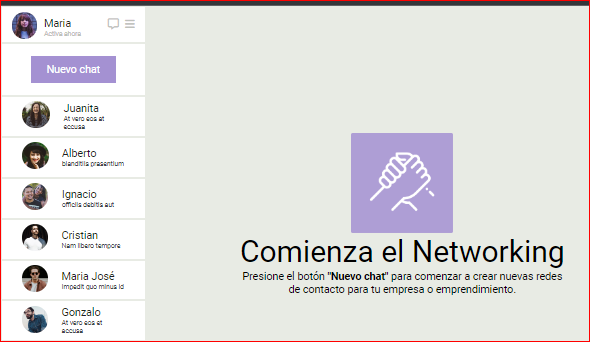 Maria
Activa ahora
Nuevo chat
Juanita
At vero eos et
accusa
Alberto
blanditiis praesantium
Ignacio
officiis debitis aut
Cristian
Nam libero tempore
Maria José
impedit quo minus id
Gonzalo
At vero eos et
accusa
Comienza el Networking
Presione el botón "Nuevo chat" para comenzar a crear nuevas redes
de contacto para tu empresa o emprendimiento.